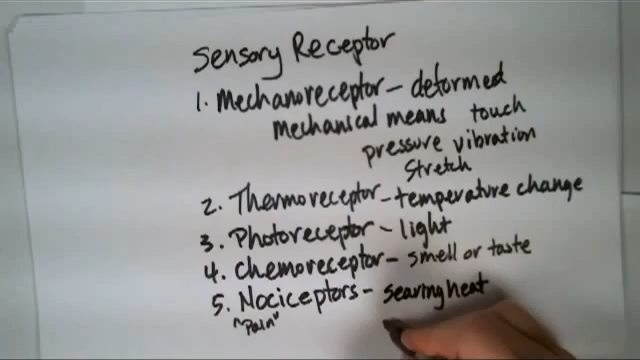 Sensory Receptor
1. Mechanoreceptor - deformed
Mechanical means touch
pressure vibration
stretch
2. Thermoreceptor - temperature change
3. Photoreceptor - light
4. Chemoreceptor - smell or taste
5. Nociceptors - searing heat
"Pain"